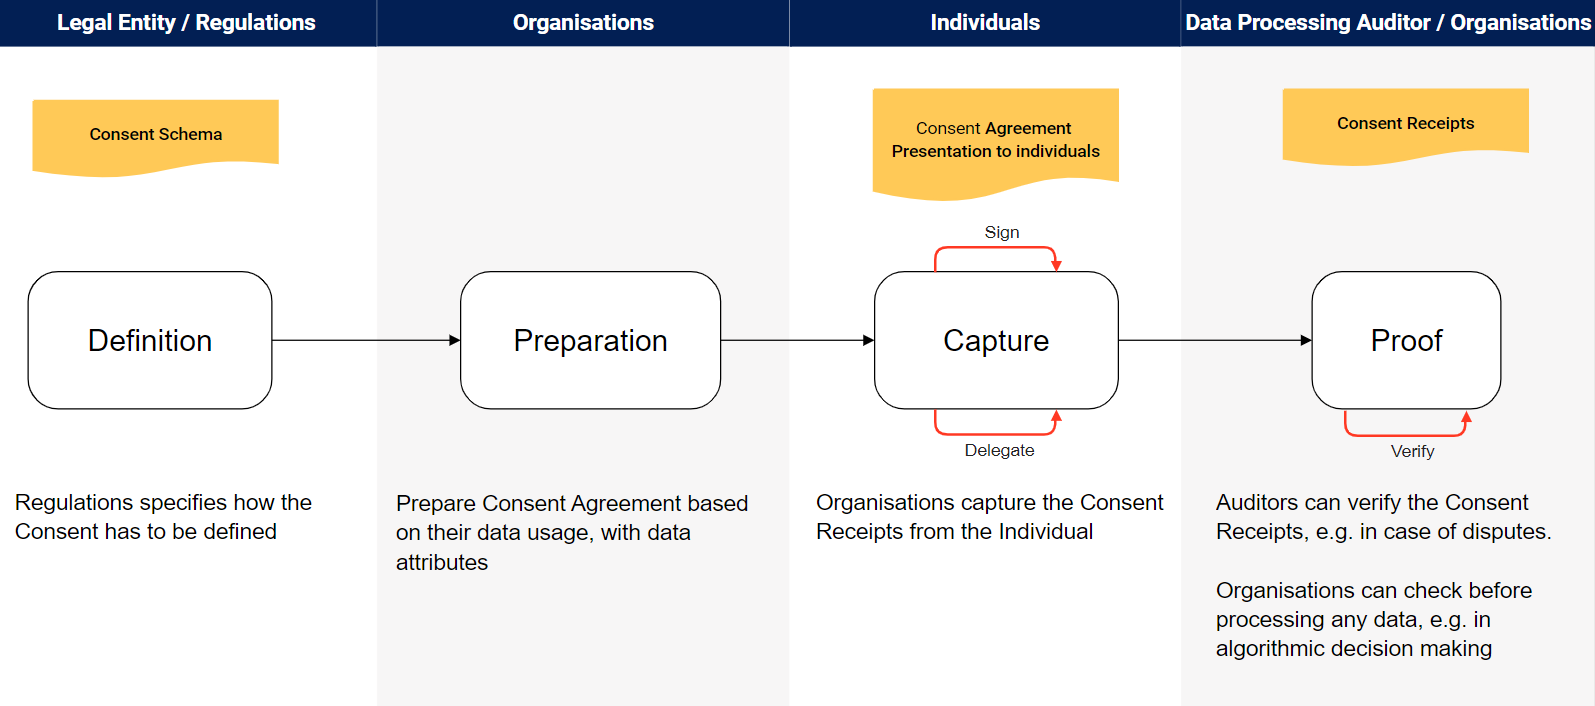 Legal Entity / Regulations
Organisations
Individuals
Data Processing Auditor / Organisations
Consent Schema
Consent Agreement
Presentation to individuals
Consent Receipts
Sign
Definition
Preparation
Capture
Proof
Delegate
Verify
Regulations specifies how the
Consent has to be defined
Prepare Consent Agreement based
on their data usage, with data
attributes
Organisations capture the Consent
Receipts from the Individual
Auditors can verify the Consent
Receipts, e.g. in case of disputes.
Organisations can check before
processing any data, e.g. in
algorithmic decision making